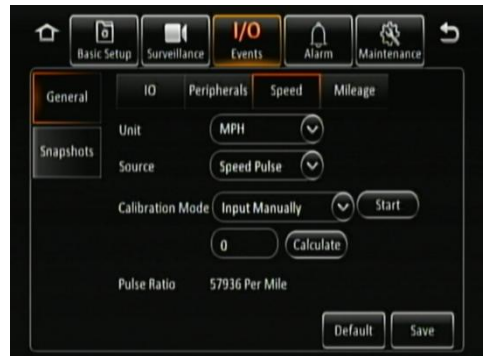 I/O
Basic Setup Surveillance Events Alarm Maintenance
General IO Peripherals Speed Mileage
Unit MPH
Snapshots
Source Speed Pulse
Calibration Mode Input Manually Start
0 Calculate
Pulse Ratio 57936 Per Mile
Default Save